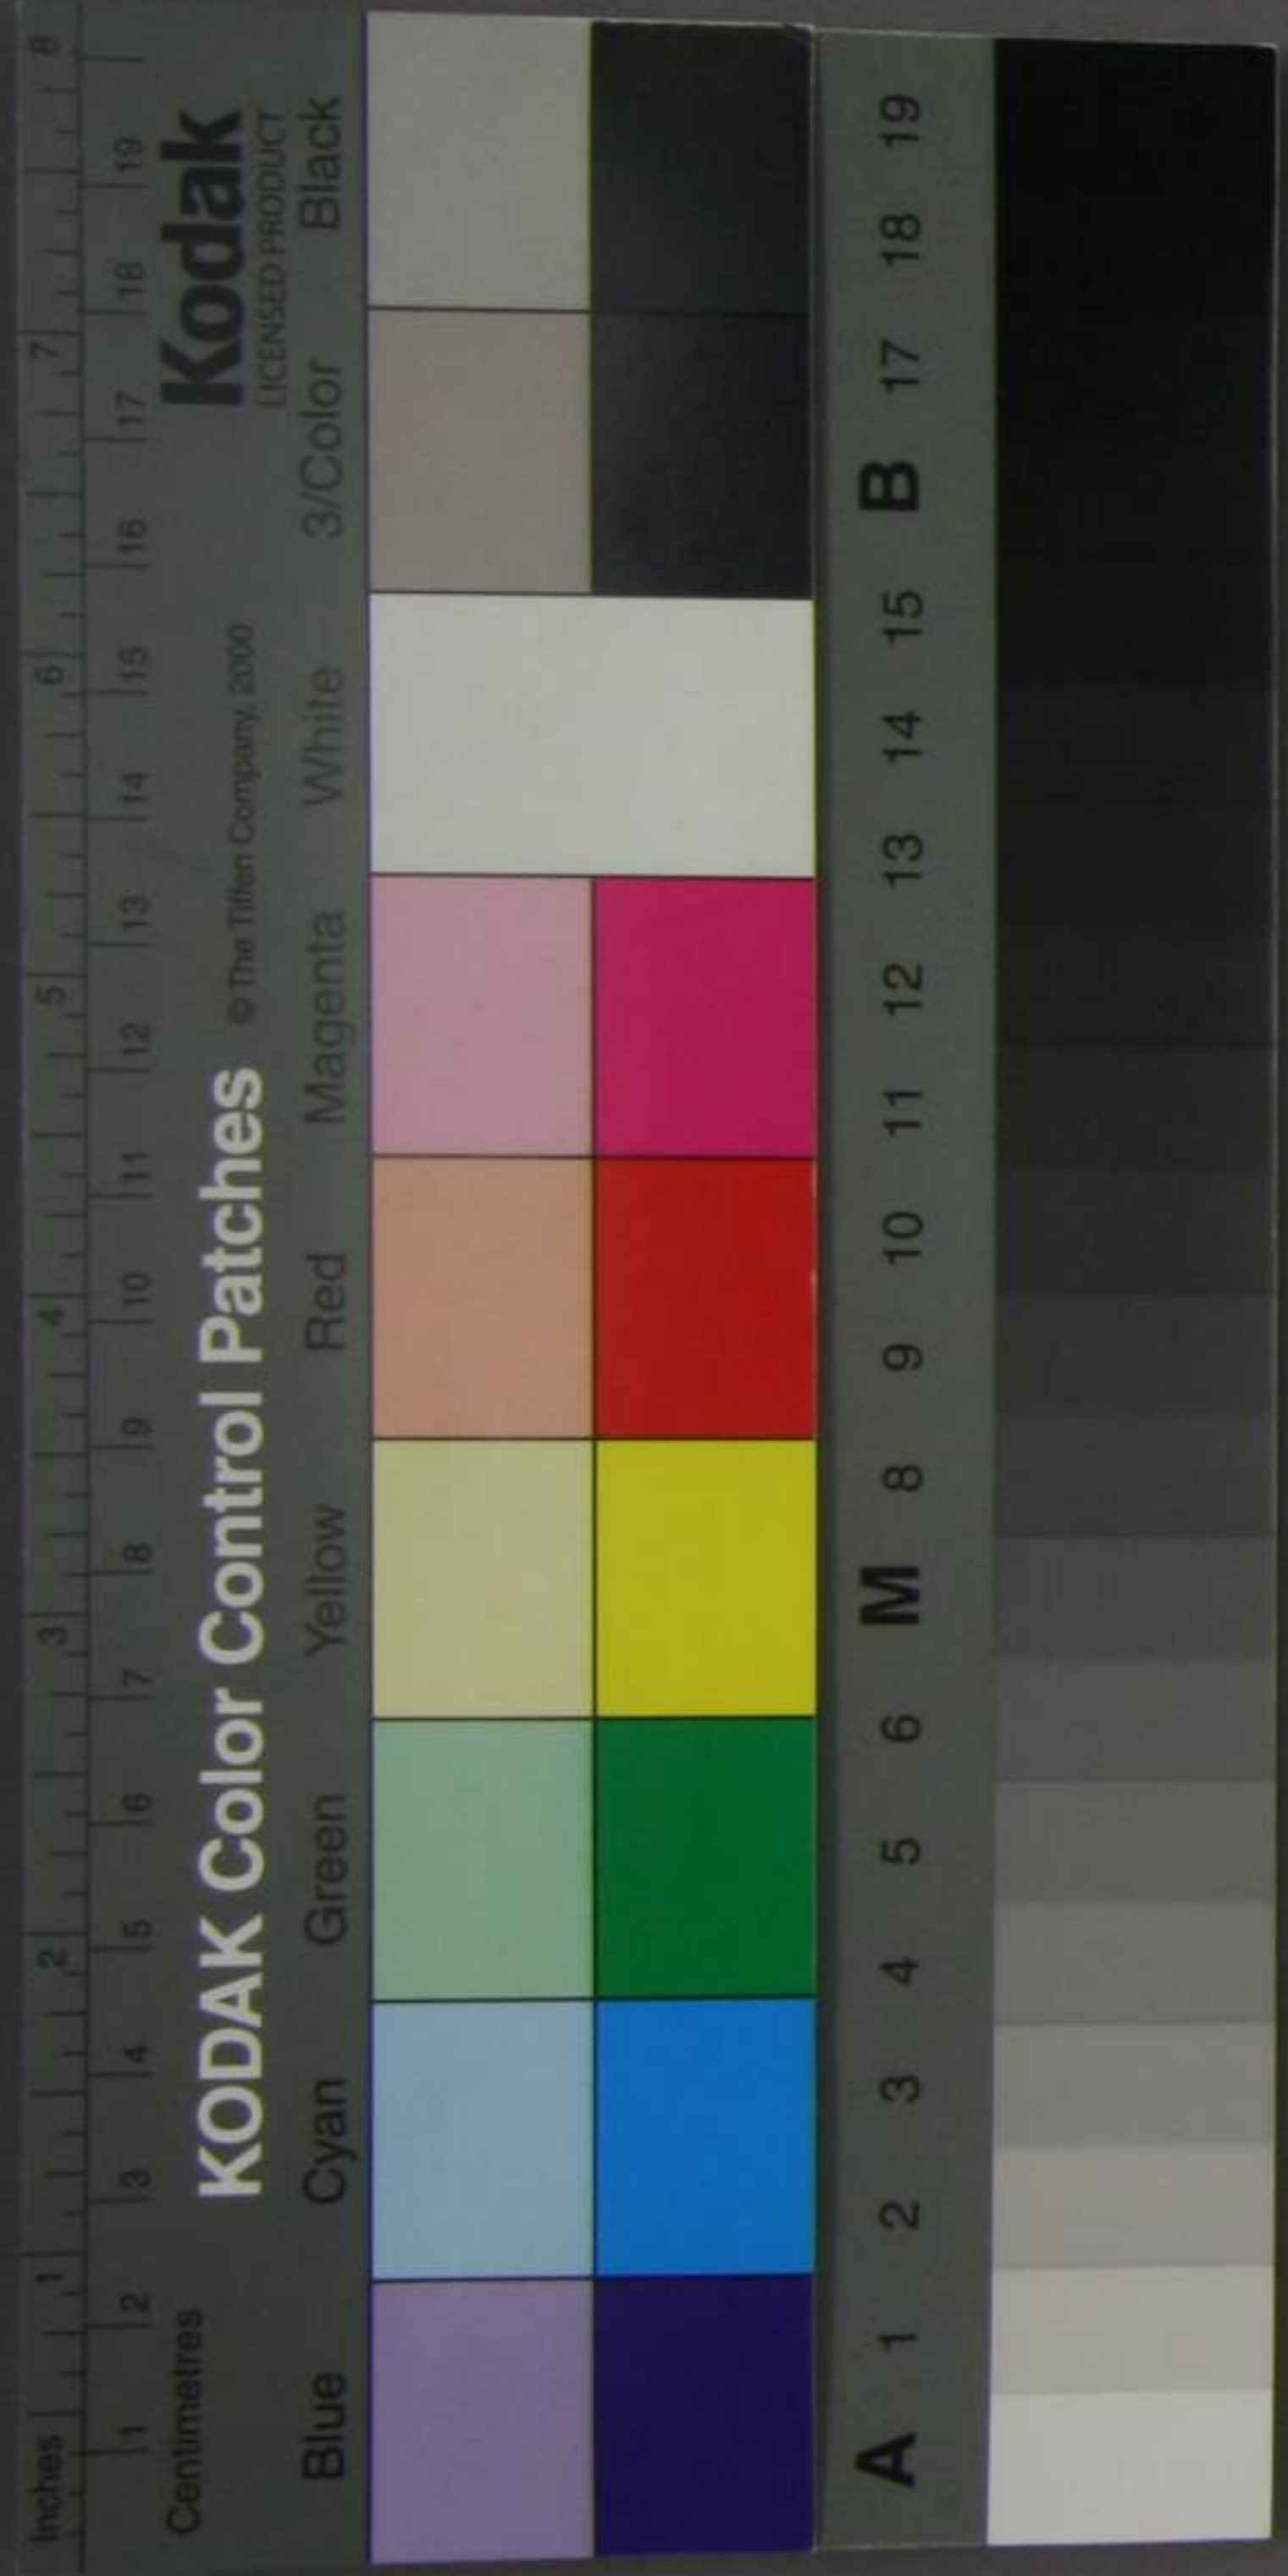 Inches 1 2 3 4 5 6 7 8
1 2 3 4 5 6 7 8 9 10 11 12 13 14 15 16 17 18 19
Centimetres
KODAK Color Control Patches © The Tiffen Company, 2000 Kodak
LICENSED PRODUCT
Blue Cyan Green Yellow Red Magenta White 3/Color Black
A 1 2 3 4 5 6 M 8 9 10 11 12 13 14 15 B 17 18 19